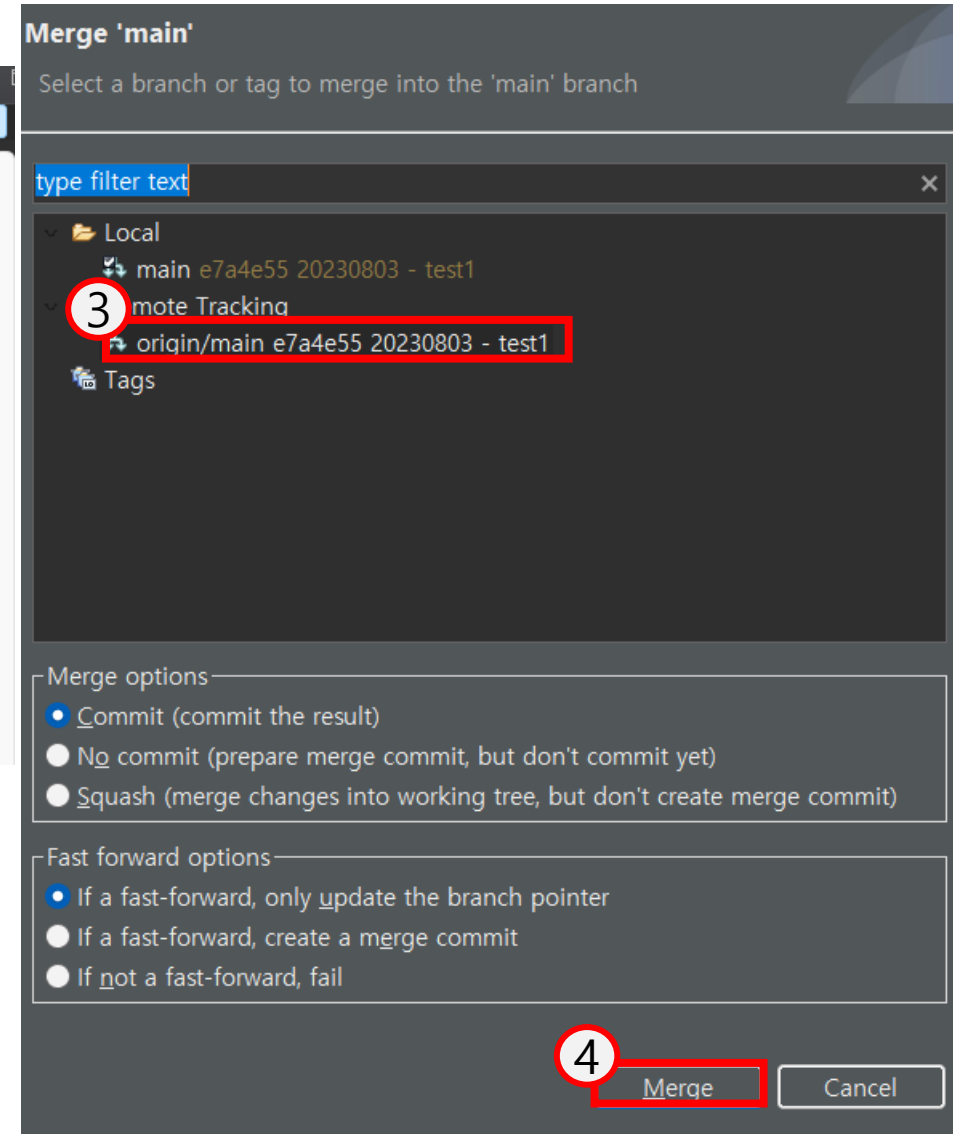 Merge 'main'
Select a branch or tag to merge into the 'main' branch
type filter text
Local
main e7a4e55 20230803 - test1
3
mote Tracking
origin/main e7a4e55 20230803 - test1
Tags
Merge options
Commit (commit the result)
No commit (prepare merge commit, but don't commit yet)
Squash (merge changes into working tree, but don't create merge commit)
Fast forward options
If a fast-forward, only update the branch pointer
If a fast-forward, create a merge commit
If not a fast-forward, fail
4
Merge
Cancel